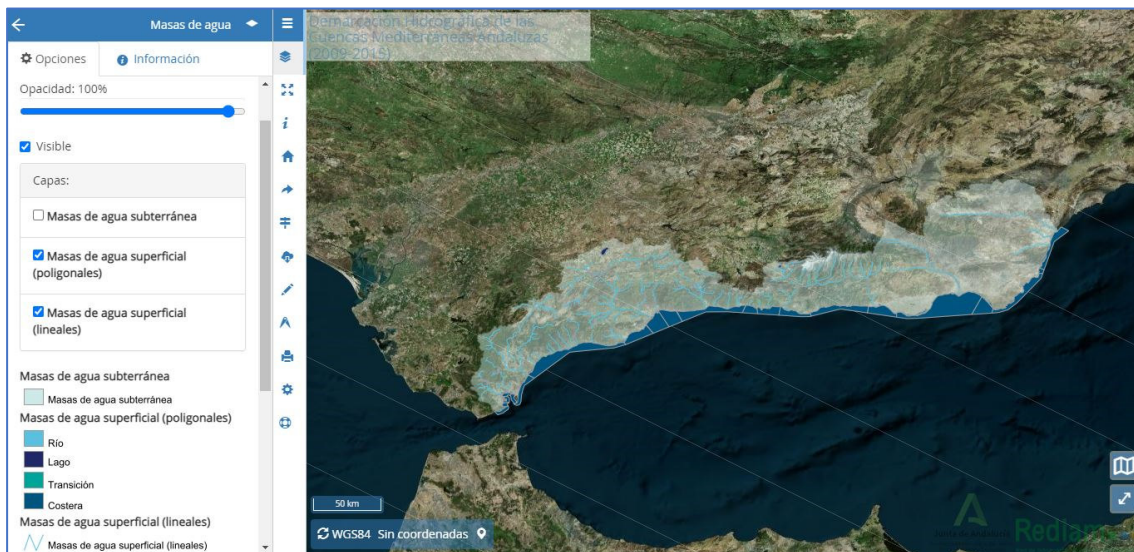 Masas de agua
Opciones
Información
Opacidad: 100%
Visible
Capas:
Masas de agua subterránea
Masas de agua superficial
(poligonales)
Masas de agua superficial
(lineales)
Masas de agua subterránea
Masas de agua subterránea
Masas de agua superficial (poligonales)
Río
Lago
Transición
Costera
Masas de agua superficial (lineales)
Masas de agua superficial (lineales)
Demarcación Hidrográfica de las
Cuencas Mediterráneas Andaluzas
(2009-2015)
50 km
WGS84 Sin coordenadas
Junta de Andalucía
Rediam